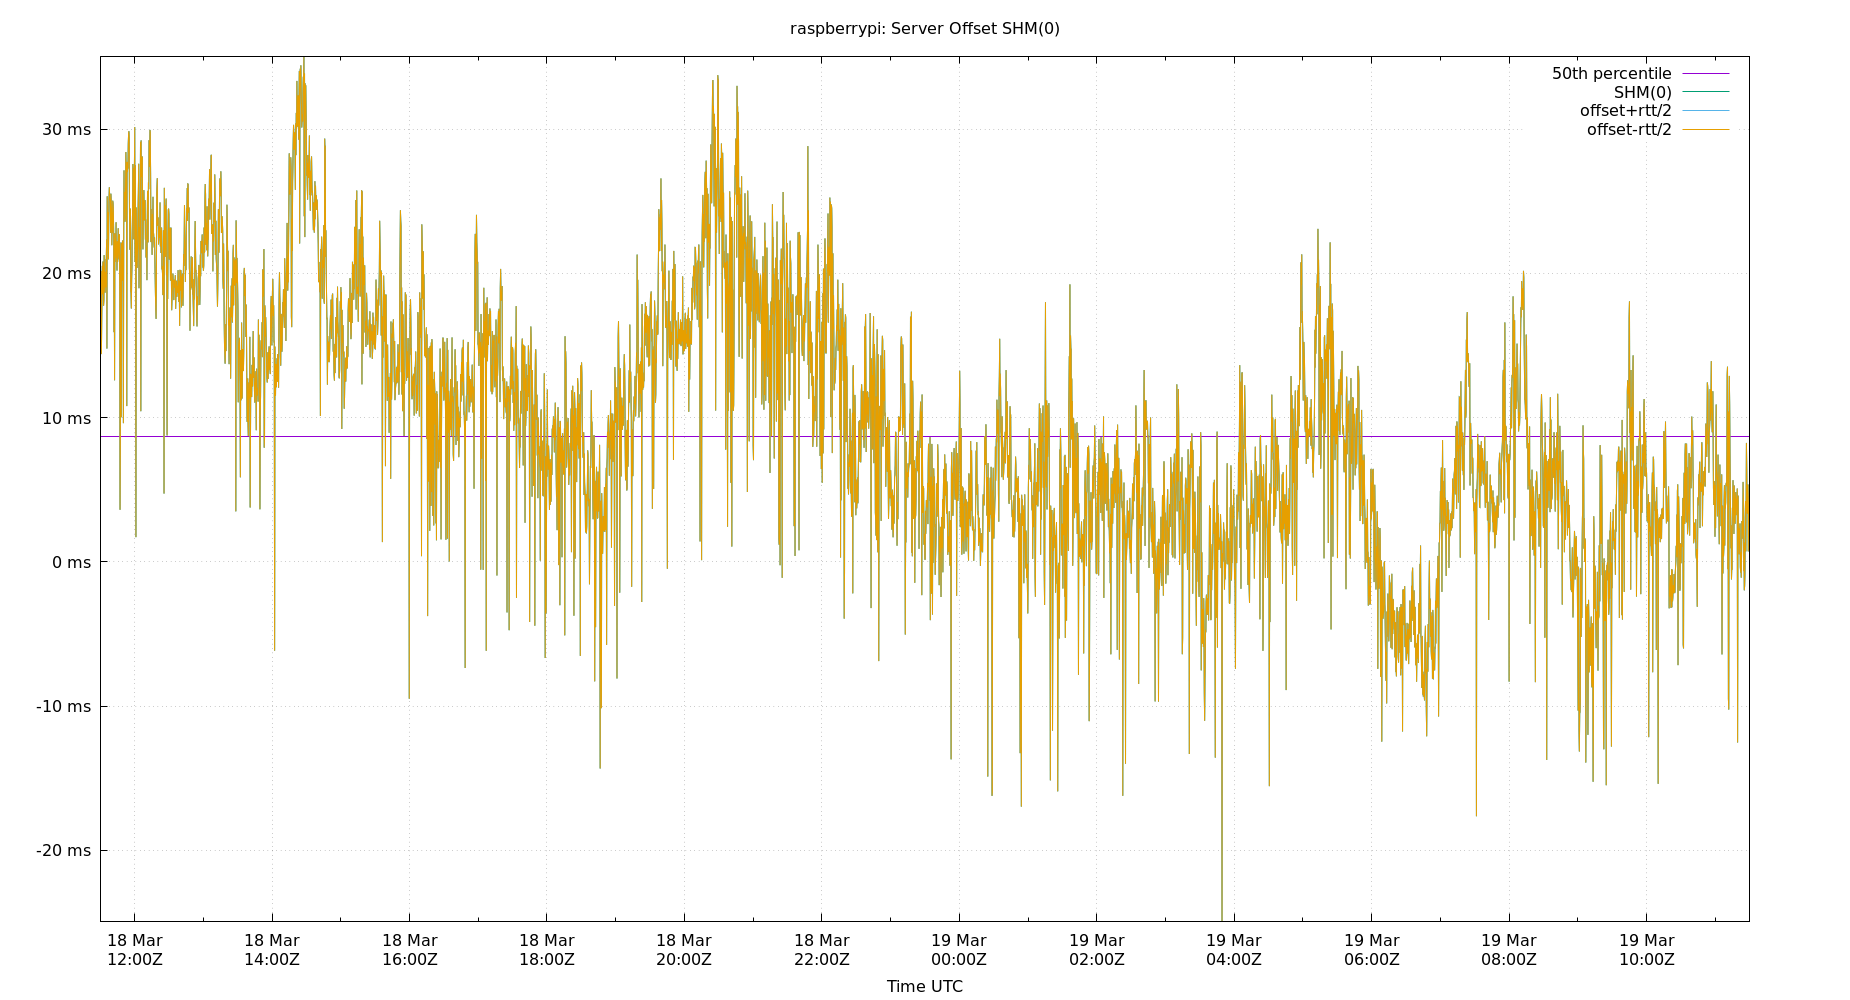 raspberrypi: Server Offset SHM(0)
50th percentile
SHM(0)
offset+rtt/2
offset-rtt/2
30 ms
20 ms
10 ms
0 ms
-10 ms
-20 ms
18 Mar 18 Mar 18 Mar 18 Mar 18 Mar 18 Mar 19 Mar 19 Mar 19 Mar 19 Mar 19 Mar 19 Mar
12:00Z 14:00Z 16:00Z 18:00Z 20:00Z 22:00Z 00:00Z 02:00Z 04:00Z 06:00Z 08:00Z 10:00Z
Time UTC